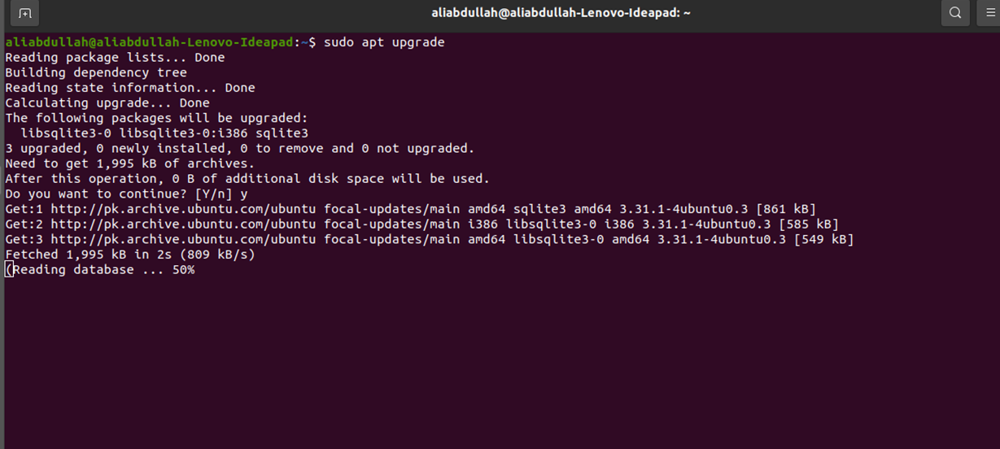 aliabdullah@aliabdullah-Lenovo-Ideapad: ~
aliabdullah@aliabdullah-Lenovo-Ideapad:~$ sudo apt upgrade
Reading package lists... Done
Building dependency tree
Reading state information... Done
Calculating upgrade... Done
The following packages will be upgraded:
  libsqlite3-0 libsqlite3-0:i386 sqlite3
3 upgraded, 0 newly installed, 0 to remove and 0 not upgraded.
Need to get 1,995 kB of archives.
After this operation, 0 B of additional disk space will be used.
Do you want to continue? [Y/n] y
Get:1 http://pk.archive.ubuntu.com/ubuntu focal-updates/main amd64 sqlite3 amd64 3.31.1-4ubuntu0.3 [861 kB]
Get:2 http://pk.archive.ubuntu.com/ubuntu focal-updates/main i386 libsqlite3-0 i386 3.31.1-4ubuntu0.3 [585 kB]
Get:3 http://pk.archive.ubuntu.com/ubuntu focal-updates/main amd64 libsqlite3-0 amd64 3.31.1-4ubuntu0.3 [549 kB]
Fetched 1,995 kB in 2s (809 kB/s)
(Reading database ... 50%